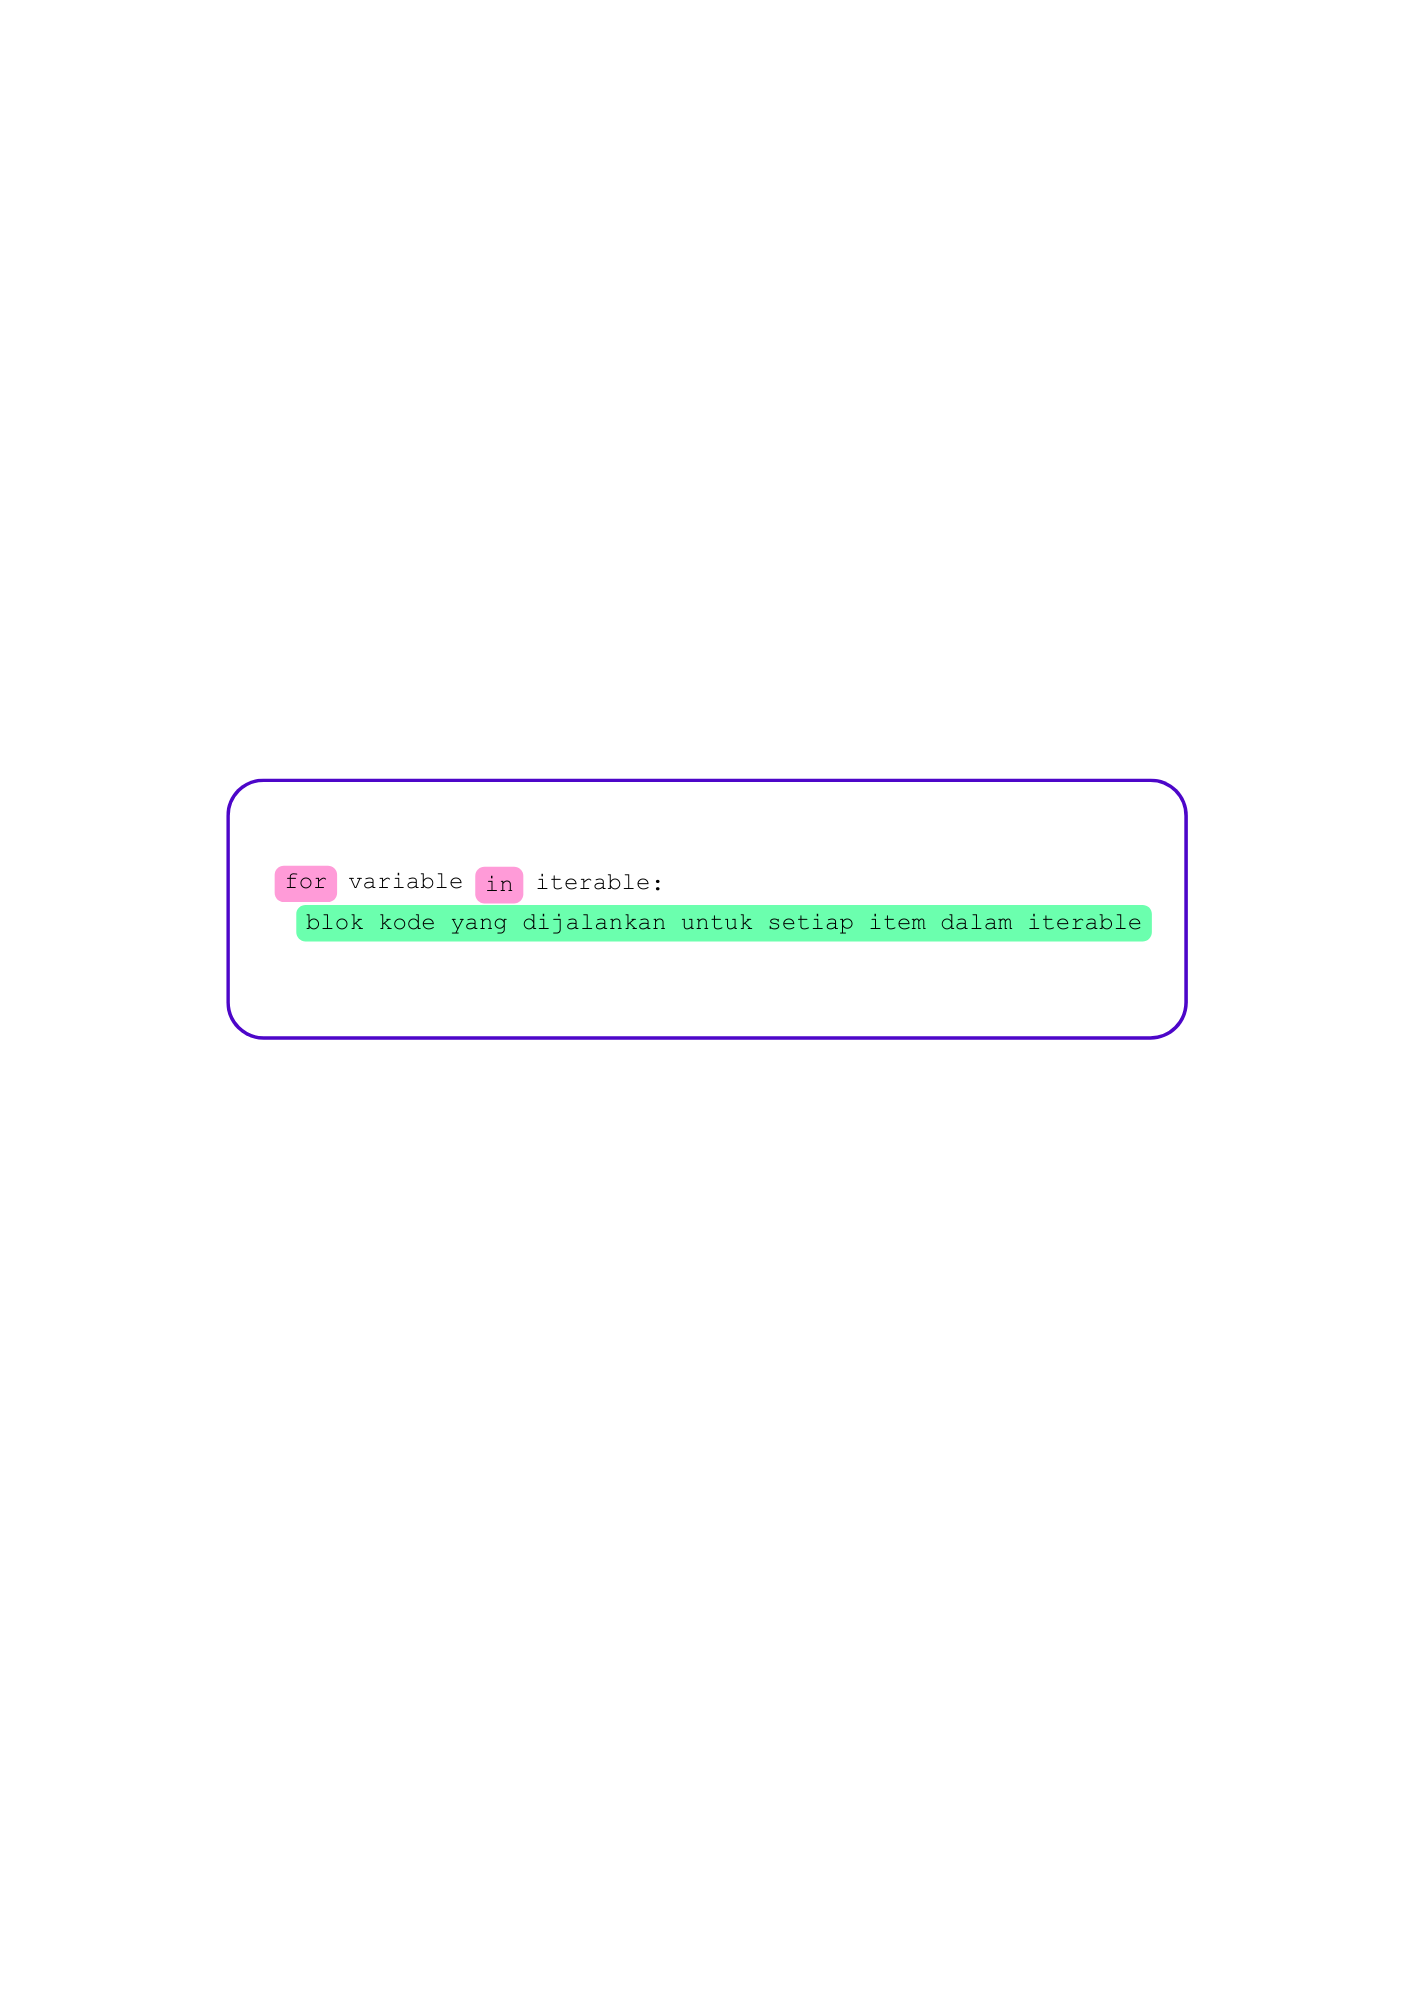 for variable in iterable:
blok kode yang dijalankan untuk setiap item dalam iterable